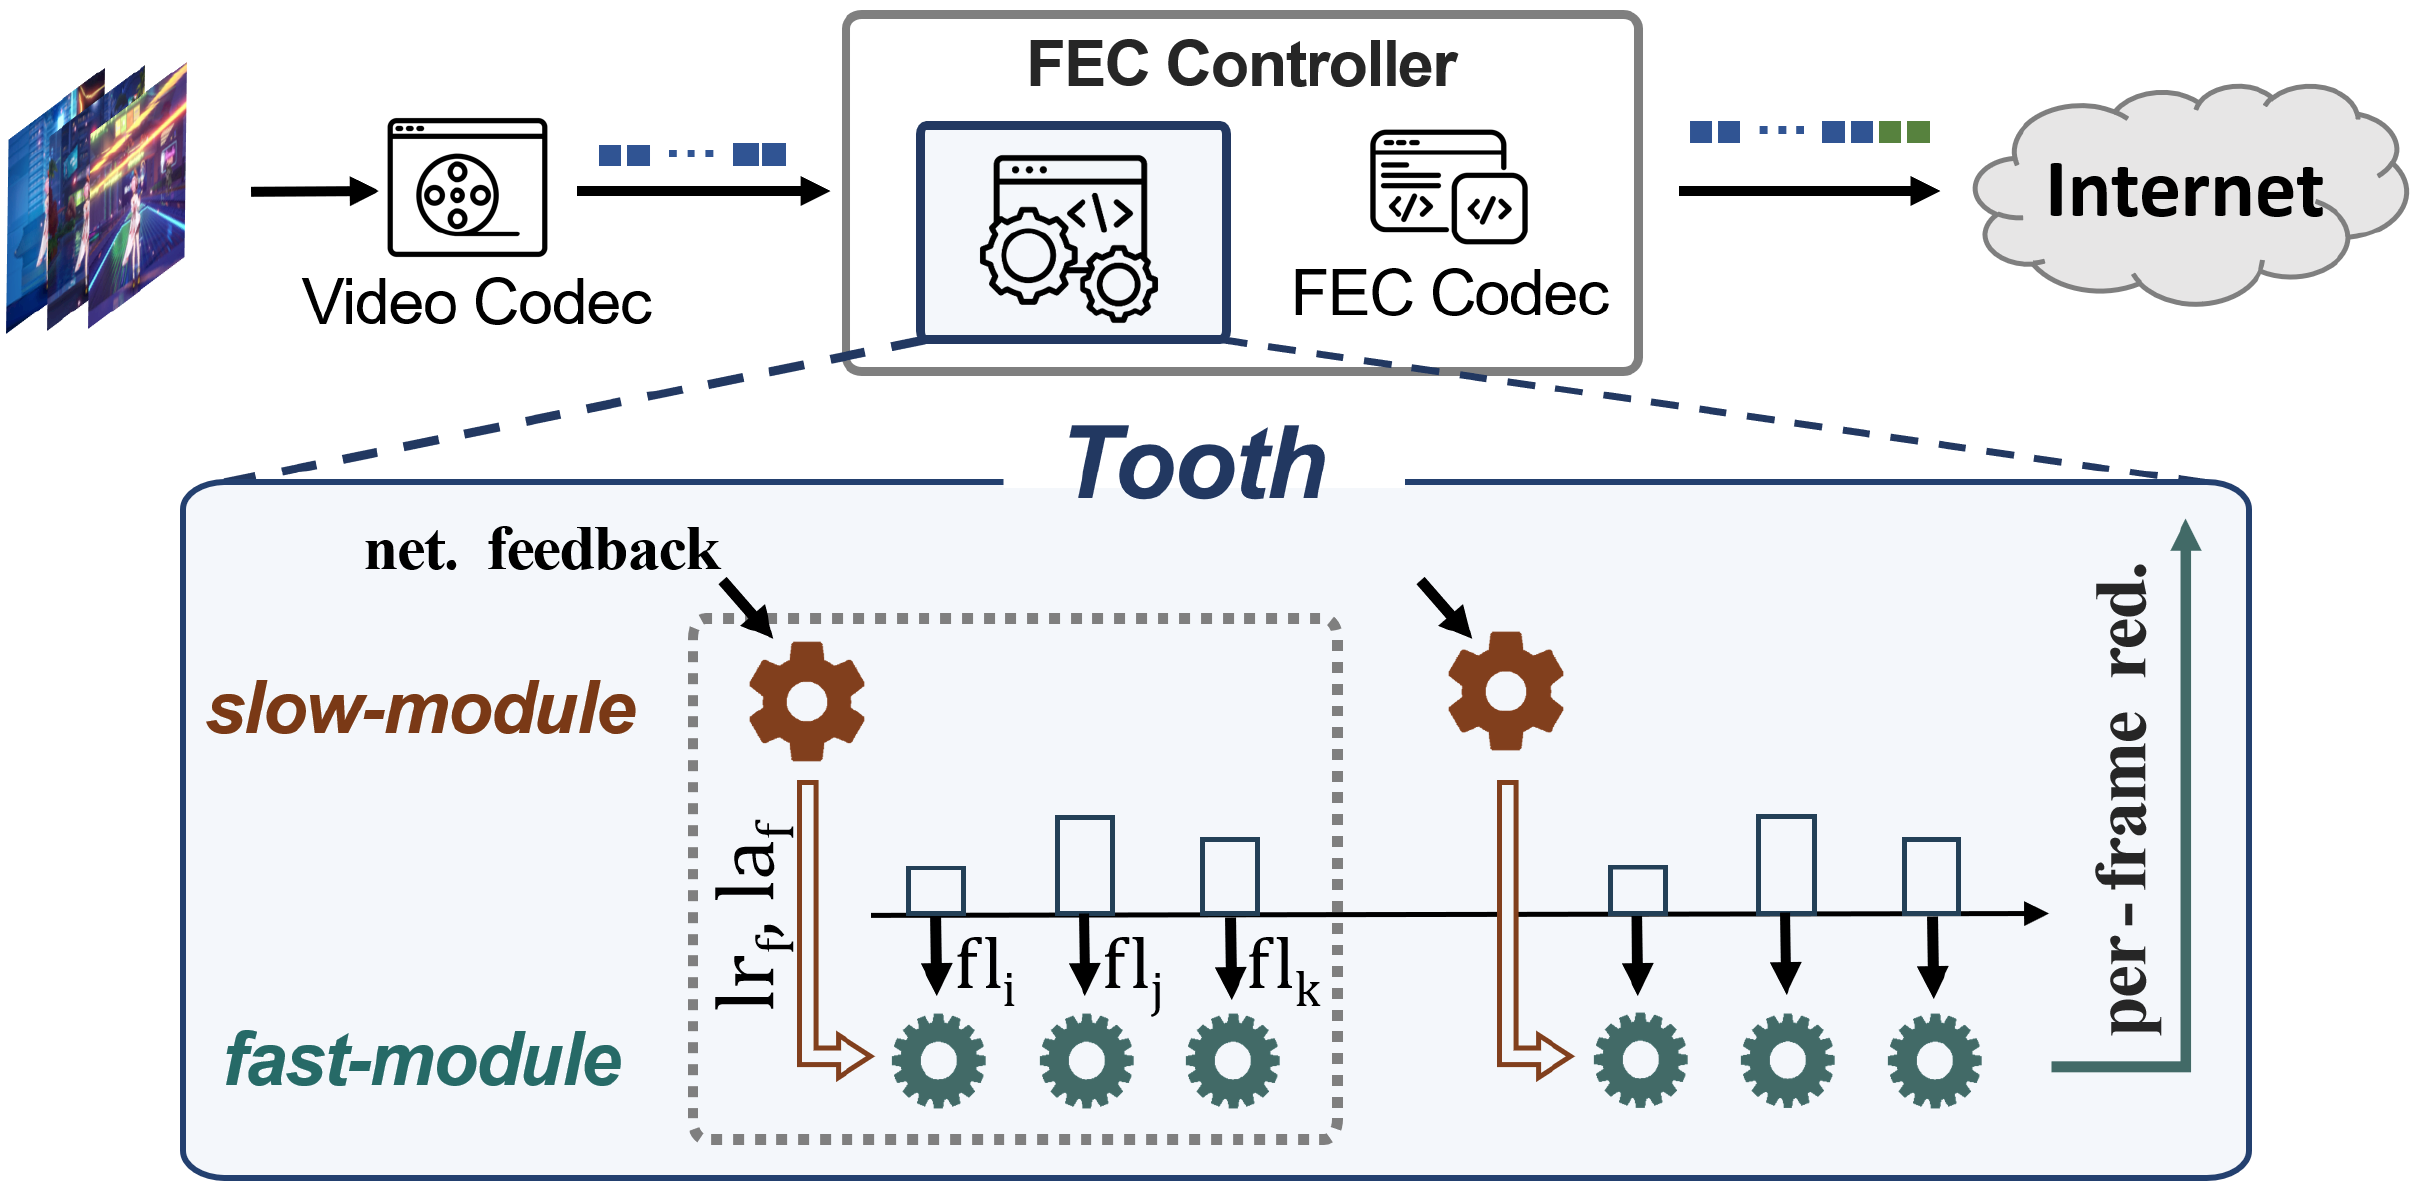 FEC Controller
Video Codec
FEC Codec
Internet
Tooth
net. feedback
slow-module
lr_f, la_f
fl_i
fl_j
fl_k
fast-module
per-frame red.